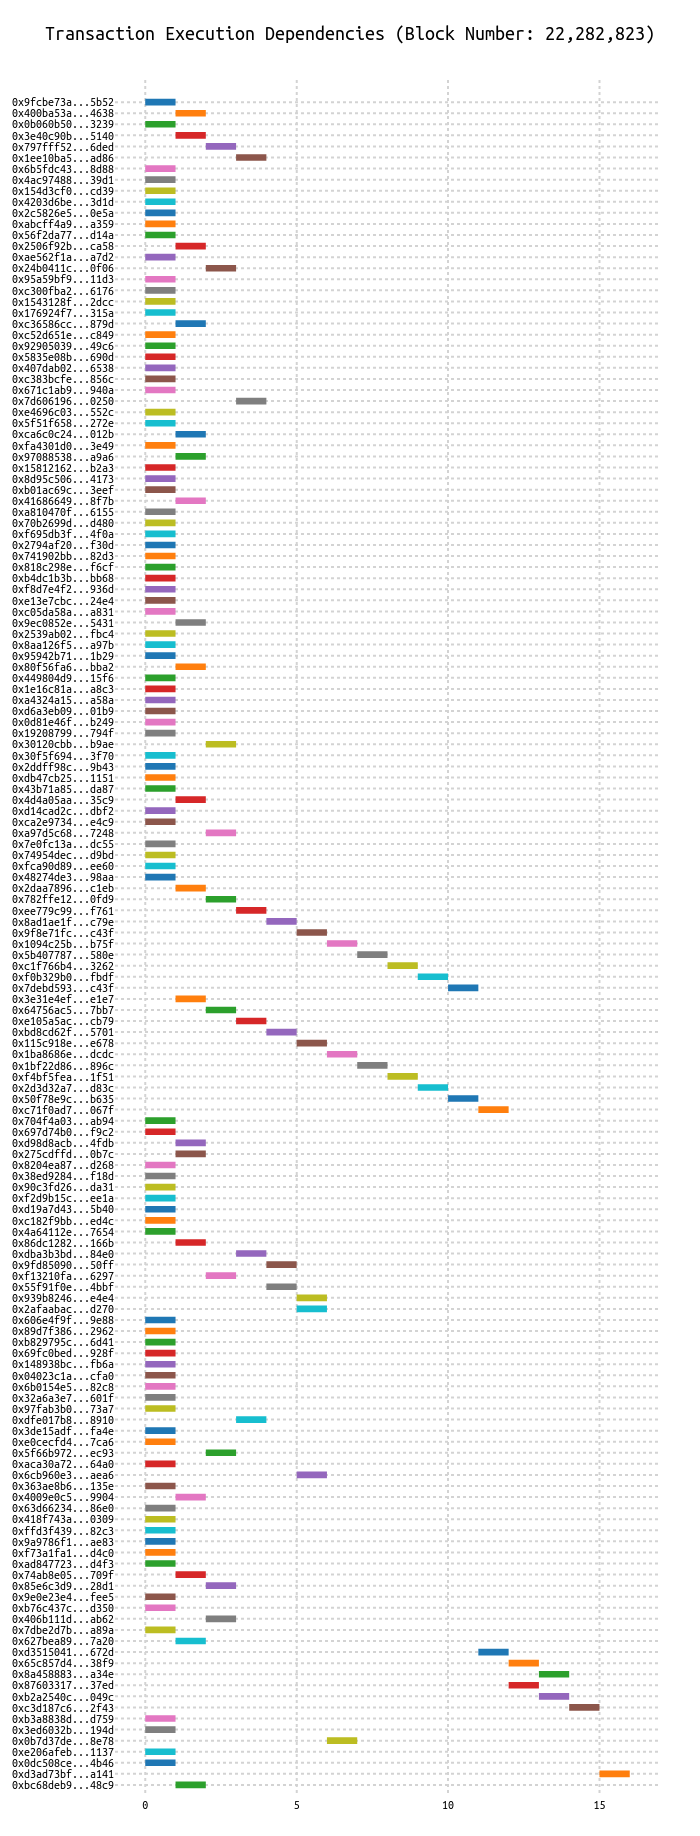 Transaction Execution Dependencies (Block Number: 22,282,823)
0x9fcbe73a...5b52
0x400ba53a...4638
0x0b060b50...3239
0x3e40c90b...5140
0x797fff52...6ded
0x1ee10ba5...ad86
0x6b5fdc43...8d88
0x4ac97488...39d1
0x154d3cf0...cd39
0x4203d6be...3d1d
0x2c5826e5...0e5a
0xabcff4a9...a359
0x56f2da77...d14a
0x2506f92b...ca58
0xae562f1a...a7d2
0x24b0411c...0f06
0x95a59bf9...11d3
0xc300fba2...6176
0x1543128f...2dcc
0x176924f7...315a
0xc36586cc...879d
0xc52d651e...c849
0x92905039...49c6
0x5835e08b...690d
0x407dab02...6538
0xc383bcfe...856c
0x671c1ab9...940a
0x7d606196...0250
0xe4696c03...552c
0x5f51f658...272e
0xca6c0c24...012b
0xfa4301d0...3e49
0x97088538...a9a6
0x15812162...b2a3
0x8d95c506...4173
0xb01ac69c...3eef
0x41686649...8f7b
0xa810470f...6155
0x70b2699d...d480
0xf695db3f...4f0a
0x2794af20...f30d
0x741902bb...82d3
0x818c298e...f6cf
0xb4dc1b3b...bb68
0xf8d7e4f2...936d
0xe13e7cbc...24e4
0xc05da58a...a831
0x9ec0852e...5431
0x2539ab02...fbc4
0x8aa126f5...a97b
0x95942b71...1b29
0x80f56fa6...bba2
0x449804d9...15f6
0x1e16c81a...a8c3
0xa4324a15...a58a
0xd6a3eb09...01b9
0x0d81e46f...b249
0x19208799...794f
0x30120cbb...b9ae
0x30f5f694...3f70
0x2ddff98c...9b43
0xdb47cb25...1151
0x43b71a85...da87
0x4d4a05aa...35c9
0xd14cad2c...dbf2
0xca2e9734...e4c9
0xa97d5c68...7248
0x7e0fc13a...dc55
0x74954dec...d9bd
0xfca90d89...ee60
0x48274de3...98aa
0x2daa7896...c1eb
0x782ffe12...0fd9
0xee779c99...f761
0x8ad1ae1f...c79e
0x9f8e71fc...c43f
0x1094c25b...b75f
0x5b407787...580e
0xc1f766b4...3262
0xf0b329b0...fbdf
0x7debd593...c43f
0x3e31e4ef...e1e7
0x64756ac5...7bb7
0xe105a5ac...cb79
0xbd8cd62f...5701
0x115c918e...e678
0x1ba8686e...dcdc
0x1bf22d86...896c
0xf4bf5fea...1f51
0x2d3d32a7...d83c
0x50f78e9c...b635
0xc71f0ad7...067f
0x704f4a03...ab94
0x697d74b0...f9c2
0xd98d8acb...4fdb
0x275cdffd...0b7c
0x8204ea87...d268
0x38ed9284...f18d
0x90c3fd26...da31
0xf2d9b15c...ee1a
0xd19a7d43...5b40
0xc182f9bb...ed4c
0x4a64112e...7654
0x86dc1282...166b
0xdba3b3bd...84e0
0x9fd85090...50ff
0xf13210fa...6297
0x55f91f0e...4bbf
0x939b8246...e4e4
0x2afaabac...d270
0x606e4f9f...9e88
0x89d7f386...2962
0xb829795c...6d41
0x69fc0bed...928f
0x148938bc...fb6a
0x04023c1a...cfa0
0x6b0154e5...82c8
0x32a6a3e7...601f
0x97fab3b0...73a7
0xdfe017b8...8910
0x3de15adf...fa4e
0xe0cecfd4...7ca6
0x5f66b972...ec93
0xaca30a72...64a0
0x6cb960e3...aea6
0x363ae8b6...135e
0x4009e0c5...9904
0x63d66234...86e0
0x418f743a...0309
0xffd3f439...82c3
0x9a9786f1...ae83
0xf73a1fa1...d4c0
0xad847723...d4f3
0x74ab8e05...709f
0x85e6c3d9...28d1
0x9e0e23e4...fee5
0xb76c437c...d350
0x406b111d...ab62
0x7dbe2d7b...a89a
0x627bea89...7a20
0xd3515041...672d
0x65c857d4...38f9
0x8a458883...a34e
0x87603317...37ed
0xb2a2540c...049c
0xc3d187c6...2f43
0xb3a8838d...d759
0x3ed6032b...194d
0x0b7d37de...8e78
0xe206afeb...1137
0x0dc508ce...4b46
0xd3ad73bf...a141
0xbc68deb9...48c9
0 5 10 15